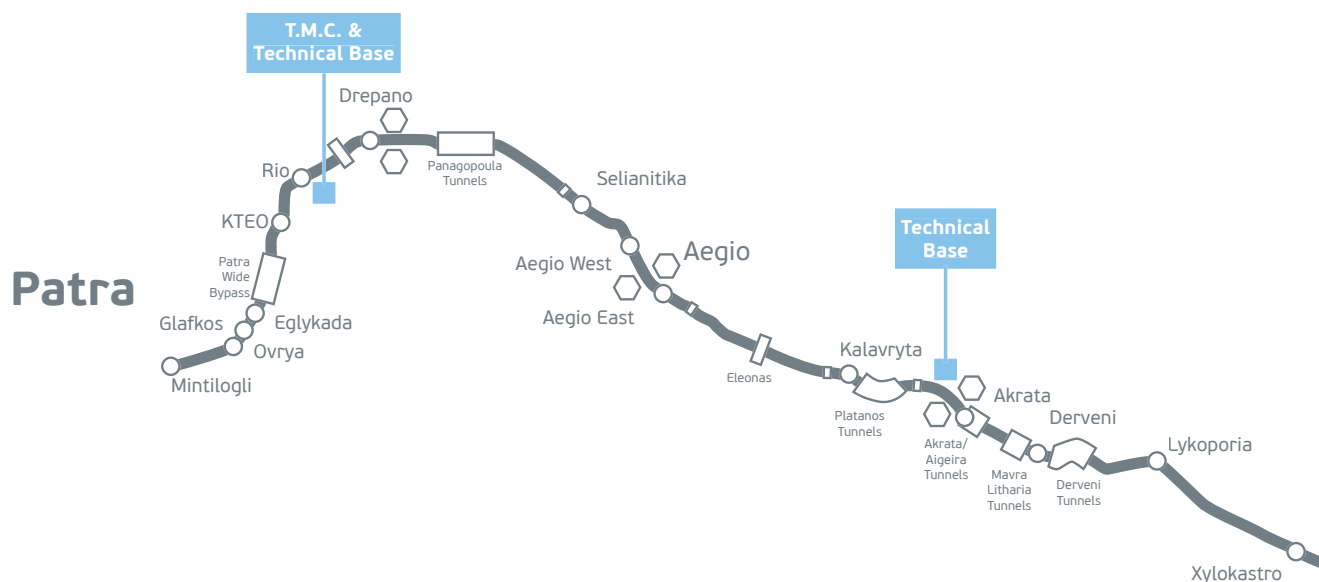 T.M.C. &
Technical Base
Drepano
Panagopoula
Tunnels
Rio
Selianitika
KTEO
Technical
Base
Aegio
Aegio West
Patra
Wide
Bypass
Patra
Aegio East
Glafkos
Eglykada
Ovrya
Mintilogli
Kalavryta
Eleonas
Akrata
Platanos
Tunnels
Derveni
Akrata/
Aigeira
Tunnels
Lykoporia
Mavra
Litharia
Tunnels
Derveni
Tunnels
Xylokastro